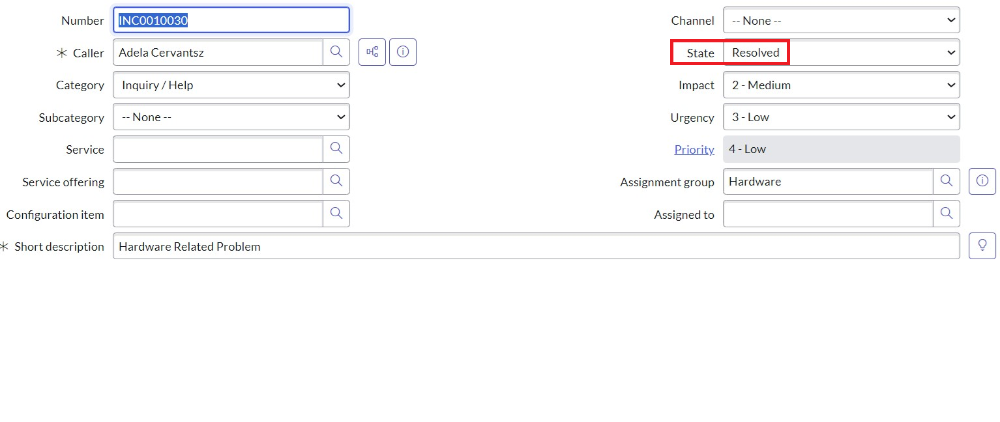 Number INC0010030 Channel -- None --
Caller Adela Cervantsz State Resolved
Category Inquiry / Help Impact 2 - Medium
Subcategory -- None -- Urgency 3 - Low
Service Priority 4 - Low
Service offering Assignment group Hardware
Configuration item Assigned to
Short description Hardware Related Problem